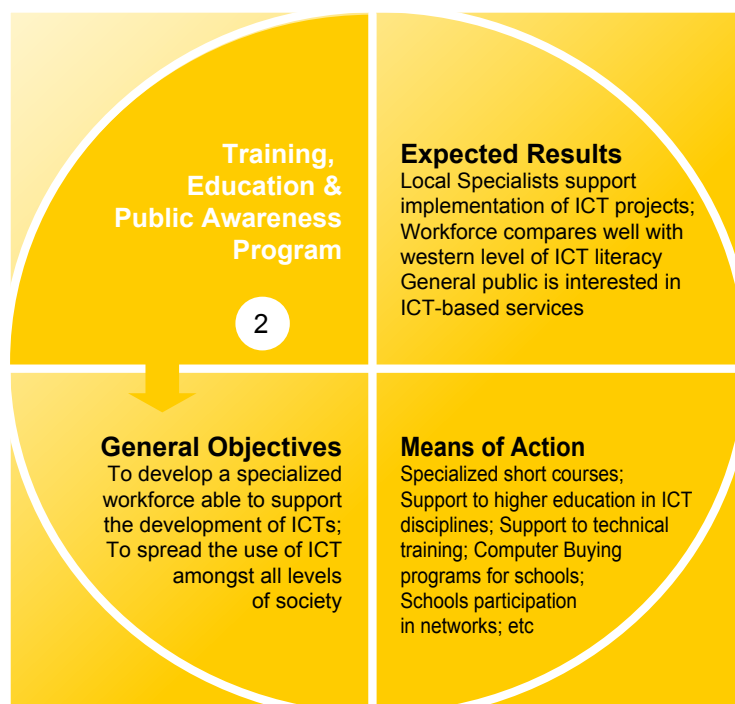 Training,
Education &
Public Awareness
Program
2
Expected Results
Local Specialists support
implementation of ICT projects;
Workforce compares well with
western level of ICT literacy
General public is interested in
ICT-based services
General Objectives
To develop a specialized
workforce able to support
the development of ICTs;
To spread the use of ICT
amongst all levels
of society
Means of Action
Specialized short courses;
Support to higher education in ICT
disciplines; Support to technical
training; Computer Buying
programs for schools;
Schools participation
in networks; etc